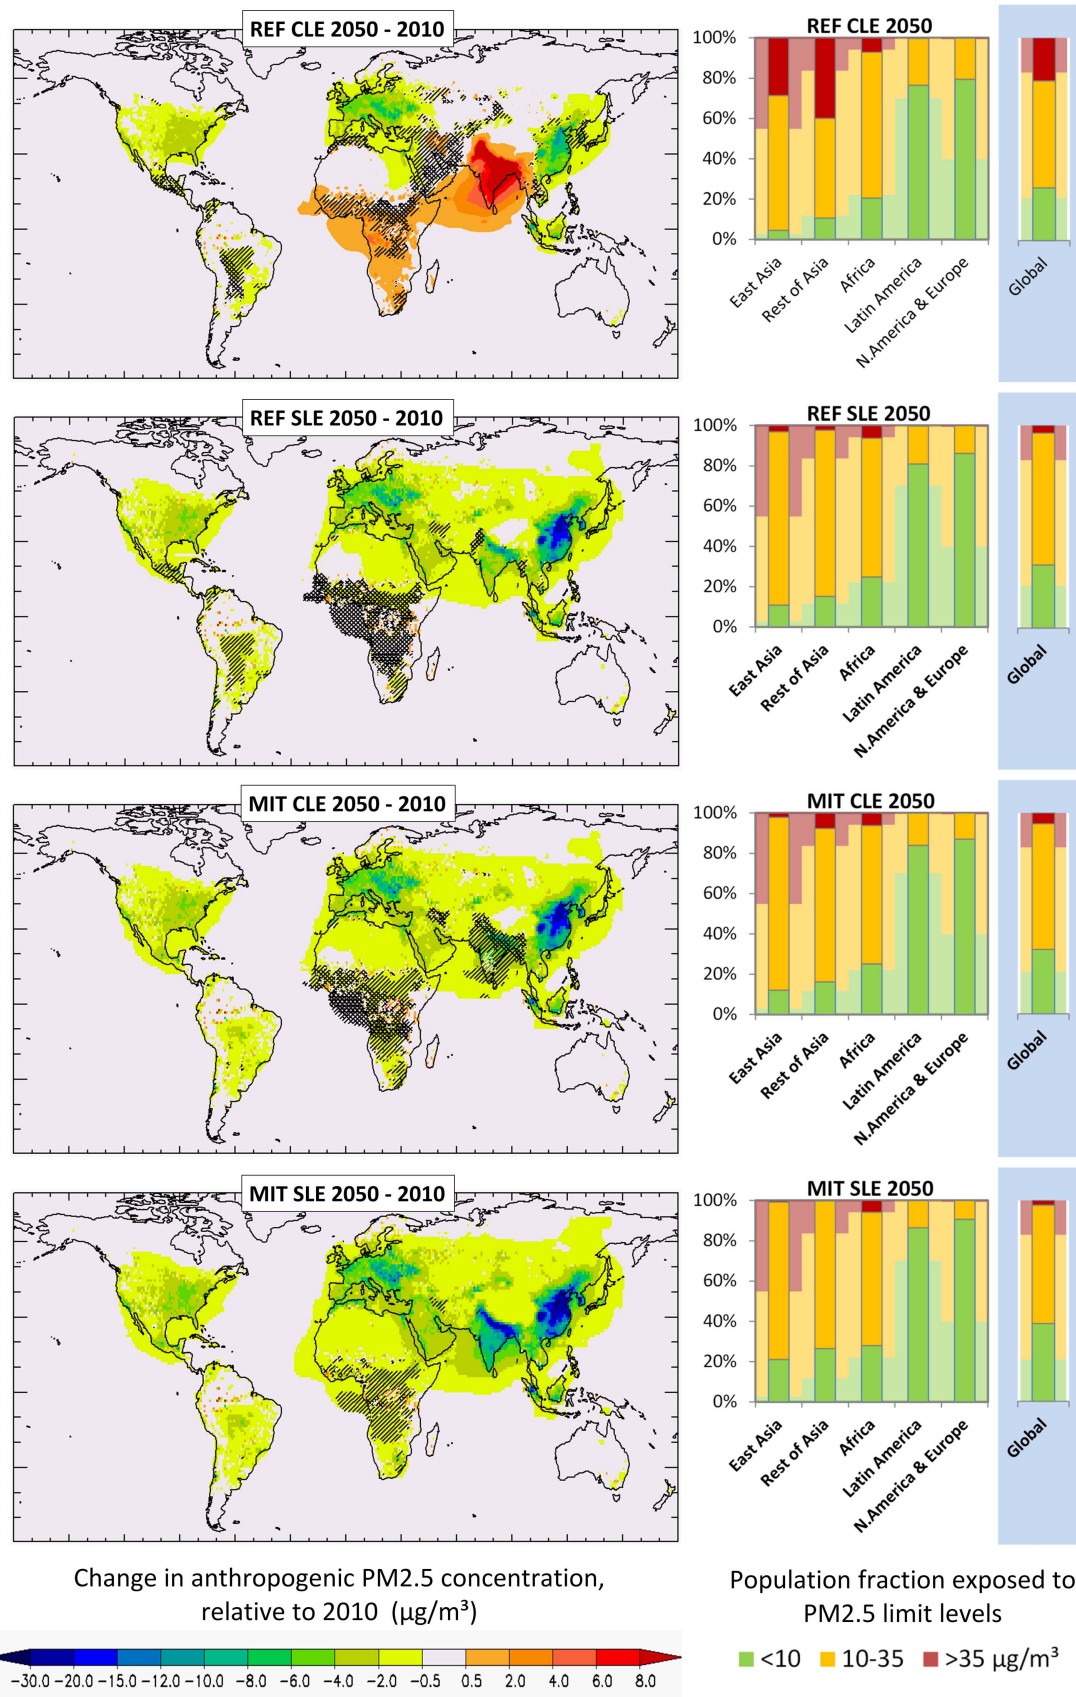 REF CLE 2050 - 2010
REF CLE 2050
100%
80%
60%
40%
20%
0%
East Asia
Rest of Asia
Africa
Latin America
N.America & Europe
Global
REF SLE 2050 - 2010
REF SLE 2050
100%
80%
60%
40%
20%
0%
East Asia
Rest of Asia
Africa
Latin America
N.America & Europe
Global
MIT CLE 2050 - 2010
MIT CLE 2050
100%
80%
60%
40%
20%
0%
East Asia
Rest of Asia
Africa
Latin America
N.America & Europe
Global
MIT SLE 2050 - 2010
MIT SLE 2050
100%
80%
60%
40%
20%
0%
East Asia
Rest of Asia
Africa
Latin America
N.America & Europe
Global
Change in anthropogenic PM2.5 concentration,
relative to 2010 (µg/m³)
-30.0 -20.0 -15.0 -12.0 -10.0 -8.0 -6.0 -4.0 -2.0 -0.5 0.5 2.0 4.0 6.0 8.0
Population fraction exposed to
PM2.5 limit levels
<10 10-35 >35 µg/m³